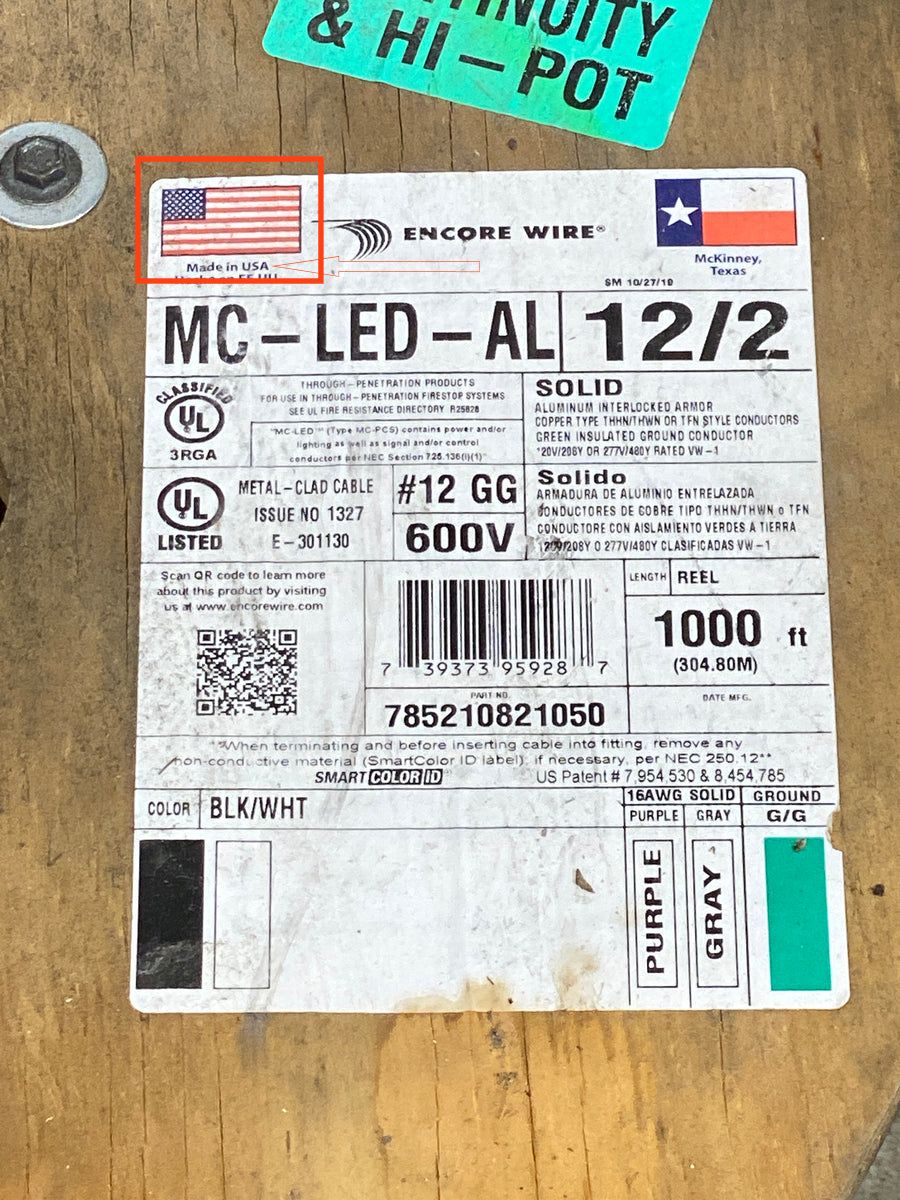 TINUITY
& HI-POT
ENCORE WIRE®
Made in USA
Hecho en EE.UU.
McKinney,
Texas
SM 10/27/10
MC-LED-AL 12/2
CLASSIFIED
UL
3RGA
THROUGH-PENETRATION PRODUCTS
FOR USE IN THROUGH-PENETRATION FIRESTOP SYSTEMS
SEE UL FIRE RESISTANCE DIRECTORY R25828
"MC-LED™ (Type MC-PCS) contains power and/or
lighting as well as signal and/or control
conductors per NEC Section 725.136(I)(1)"
SOLID
ALUMINUM INTERLOCKED ARMOR
COPPER TYPE THHN/THWN OR TFN STYLE CONDUCTORS
GREEN INSULATED GROUND CONDUCTOR
120V/208Y OR 277V/480Y RATED VW-1
UL
LISTED
METAL-CLAD CABLE
ISSUE NO 1327
E-301130
#12 GG
600V
Solido
ARMADURA DE ALUMINIO ENTRELAZADA
CONDUCTORES DE COBRE TIPO THHN/THWN o TFN
CONDUCTORE CON AISLAMIENTO VERDES A TIERRA
120V/208Y O 277V/480Y CLASIFICADAS VW-1
Scan QR code to learn more
about this product by visiting
us at www.encorewire.com
7 39373 95928 7
LENGTH REEL
1000 ft
(304.80M)
PART NO.
785210821050
DATE MFG.
**When terminating and before inserting cable into fitting, remove any
non-conductive material (SmartColor ID label), if necessary, per NEC 250.12**
SMARTCOLOR ID US Patent # 7,954,530 & 8,454,785
COLOR BLK/WHT
16AWG SOLID GROUND
PURPLE GRAY G/G
PURPLE
GRAY